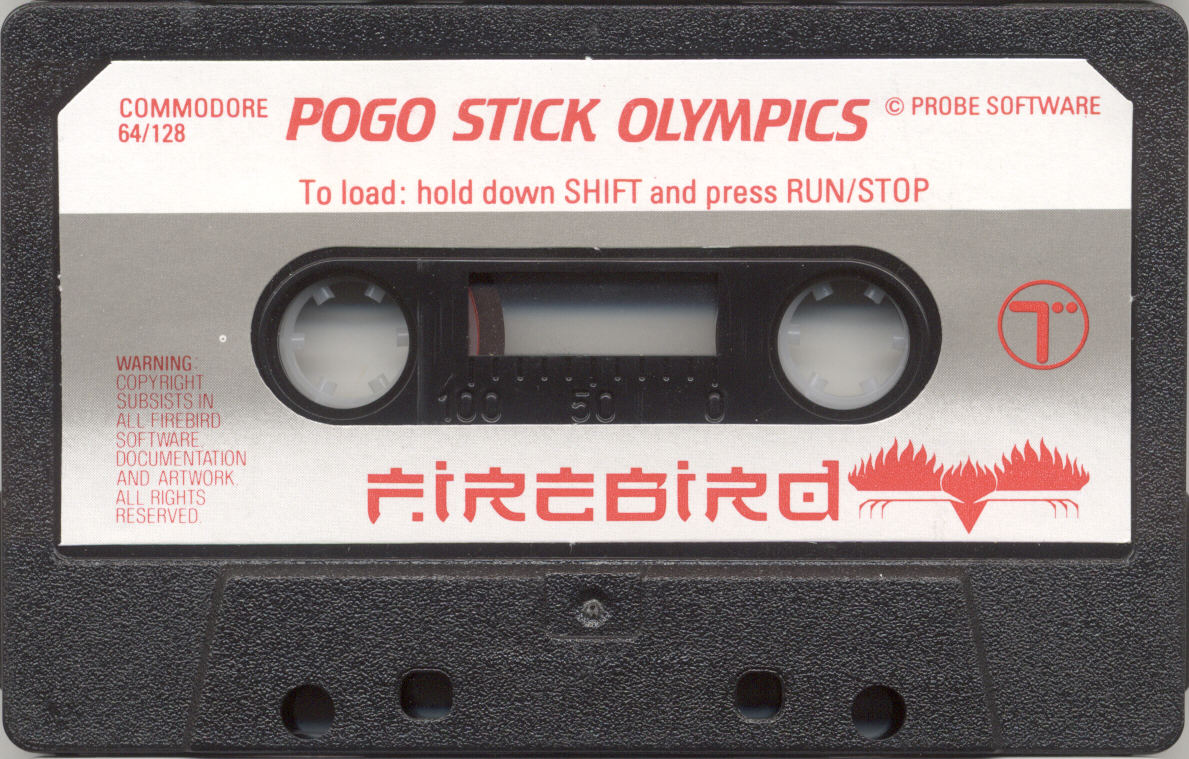 COMMODORE
64/128
POGO STICK OLYMPICS
© PROBE SOFTWARE
To load: hold down SHIFT and press RUN/STOP
WARNING:
COPYRIGHT
SUBSISTS IN
ALL FIREBIRD
SOFTWARE,
DOCUMENTATION
AND ARTWORK.
ALL RIGHTS
RESERVED.
100 50 0
T
FIREBIRD